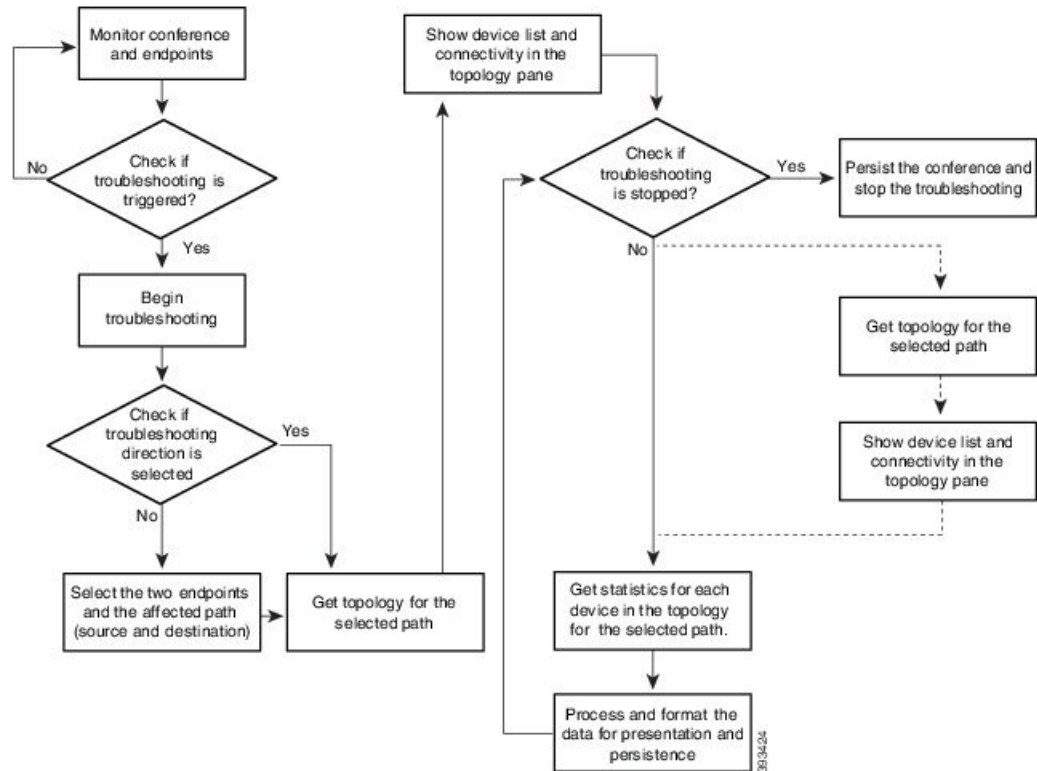 Monitor conference
and endpoints
No
Check if
troubleshooting is
triggered?
Yes
Begin
troubleshooting
Check if
troubleshooting
direction is
selected
Yes
No
Select the two endpoints
and the affected path
(source and destination)
Get topology for the
selected path
Show device list and
connectivity in the
topology pane
Check if
troubleshooting
is stopped?
Yes
Persist the conference and
stop the troubleshooting
No
Get topology for the
selected path
Show device list and
connectivity in the
topology pane
Get statistics for each
device in the topology
for the selected path.
Process and format the
data for presentation and
persistence
393424